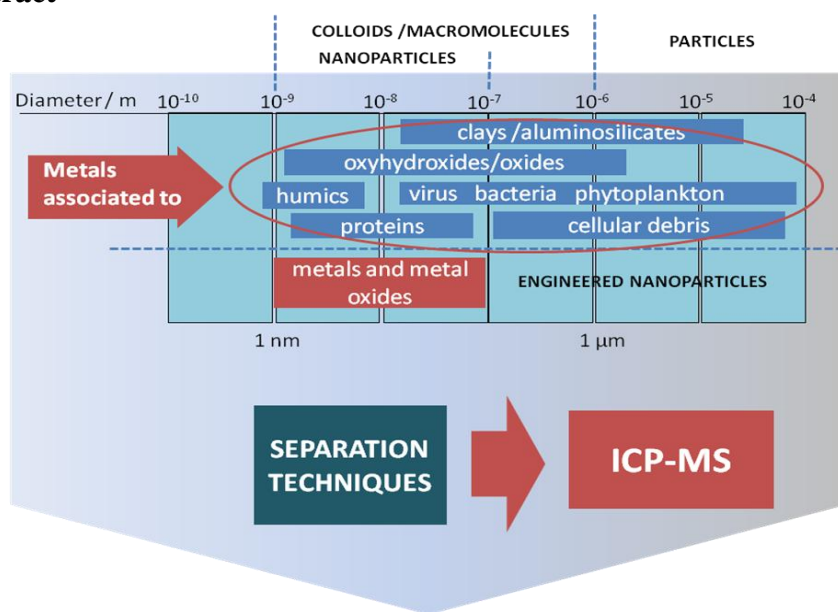 COLLOIDS /MACROMOLECULES
NANOPARTICLES
PARTICLES
Diameter / m 10⁻¹⁰ 10⁻⁹ 10⁻⁸ 10⁻⁷ 10⁻⁶ 10⁻⁵ 10⁻⁴
clays /aluminosilicates
oxyhydroxides/oxides
Metals
associated to
humics
virus bacteria phytoplankton
proteins
cellular debris
metals and metal
oxides
ENGINEERED NANOPARTICLES
1 nm
1 µm
SEPARATION
TECHNIQUES
ICP-MS